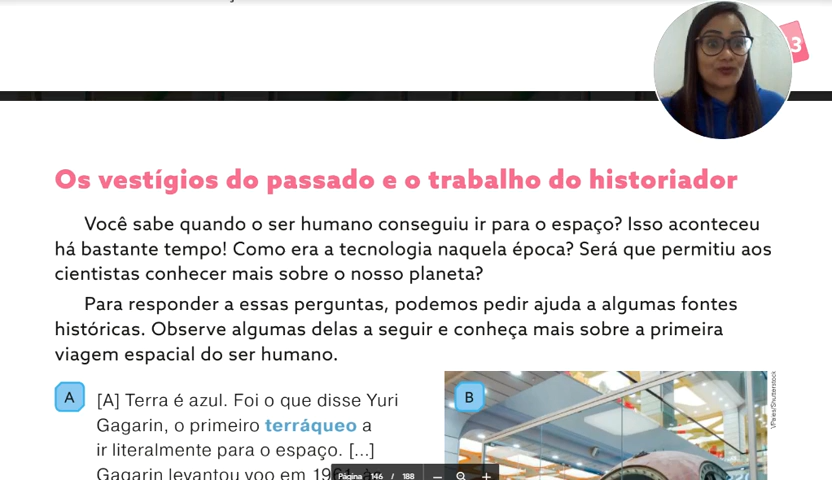 3
Os vestígios do passado e o trabalho do historiador
Você sabe quando o ser humano conseguiu ir para o espaço? Isso aconteceu
há bastante tempo! Como era a tecnologia naquela época? Será que permitiu aos
cientistas conhecer mais sobre o nosso planeta?
Para responder a essas perguntas, podemos pedir ajuda a algumas fontes
históricas. Observe algumas delas a seguir e conheça mais sobre a primeira
viagem espacial do ser humano.
A
[A] Terra é azul. Foi o que disse Yuri
Gagarin, o primeiro terráqueo a
ir literalmente para o espaço. [...]
Gagarin levantou voo em
B
Página 146 / 188